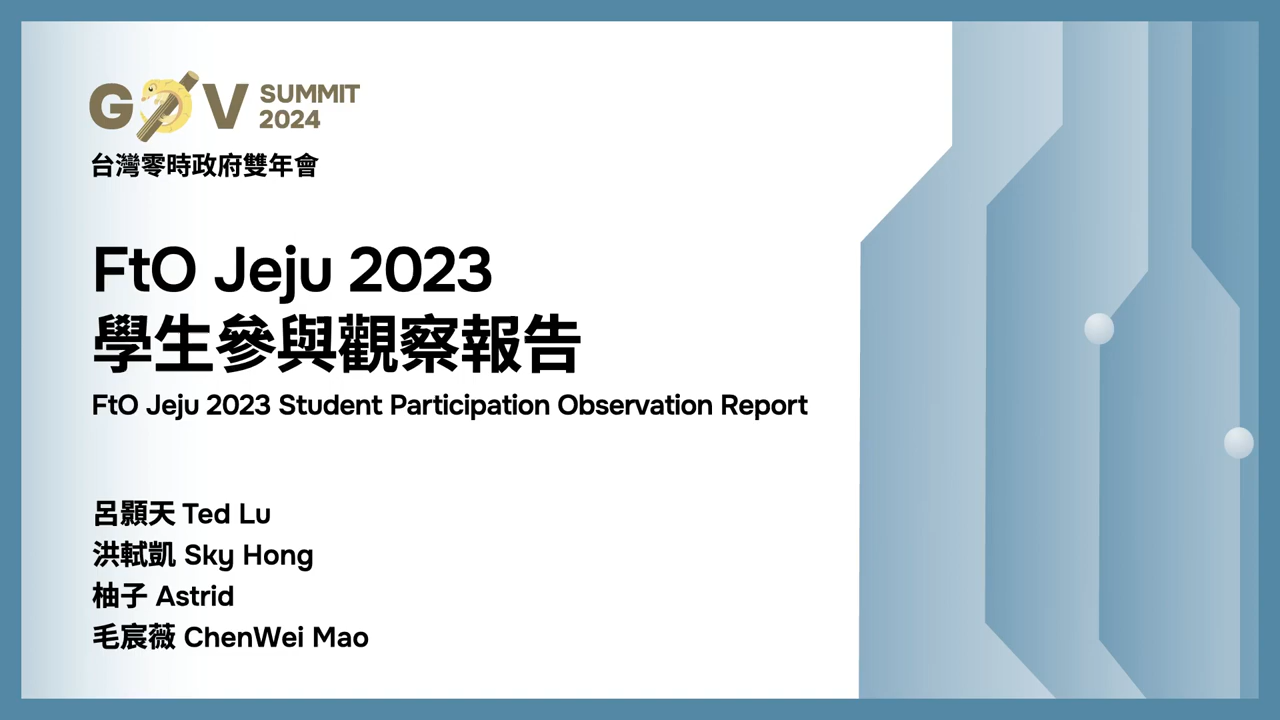 G0V SUMMIT 2024
台灣零時政府雙年會
FtO Jeju 2023
學生參與觀察報告
FtO Jeju 2023 Student Participation Observation Report
呂顥天 Ted Lu
洪軾凱 Sky Hong
柚子 Astrid
毛宸薇 ChenWei Mao